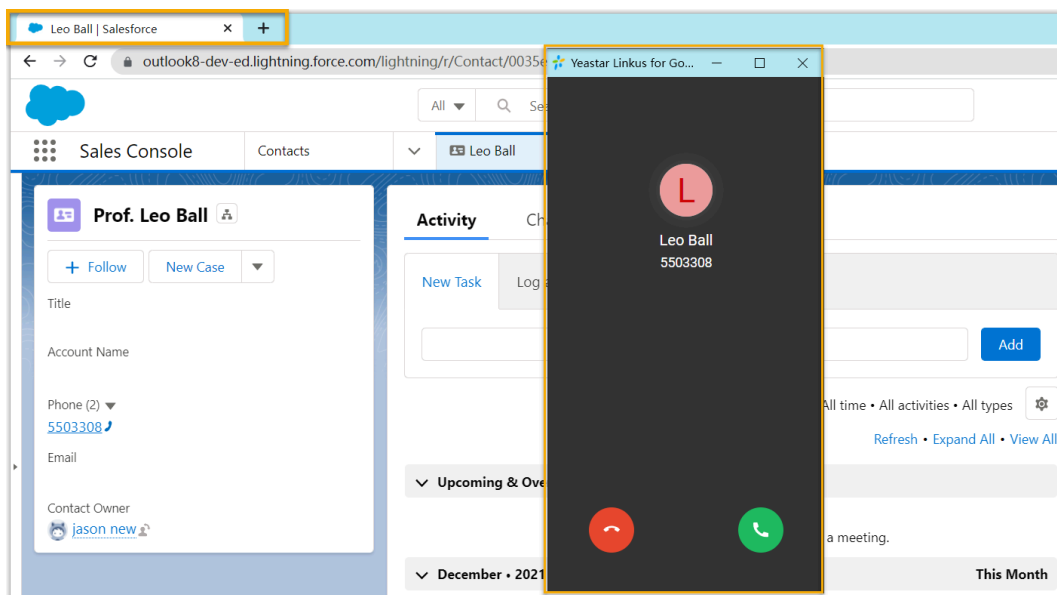 Leo Ball | Salesforce
outlook8-dev-ed.lightning.force.com/lightning/r/Contact/0035
Yeastar Linkus for Go...
All
Sales Console
Contacts
Leo Ball
Prof. Leo Ball
Follow
New Case
Title
Account Name
Phone (2)
5503308
Email
Contact Owner
jason new
Activity
New Task
Log
Add
L
Leo Ball
5503308
All time • All activities • All types
Refresh • Expand All • View All
Upcoming & Ove
a meeting.
December • 2021
This Month